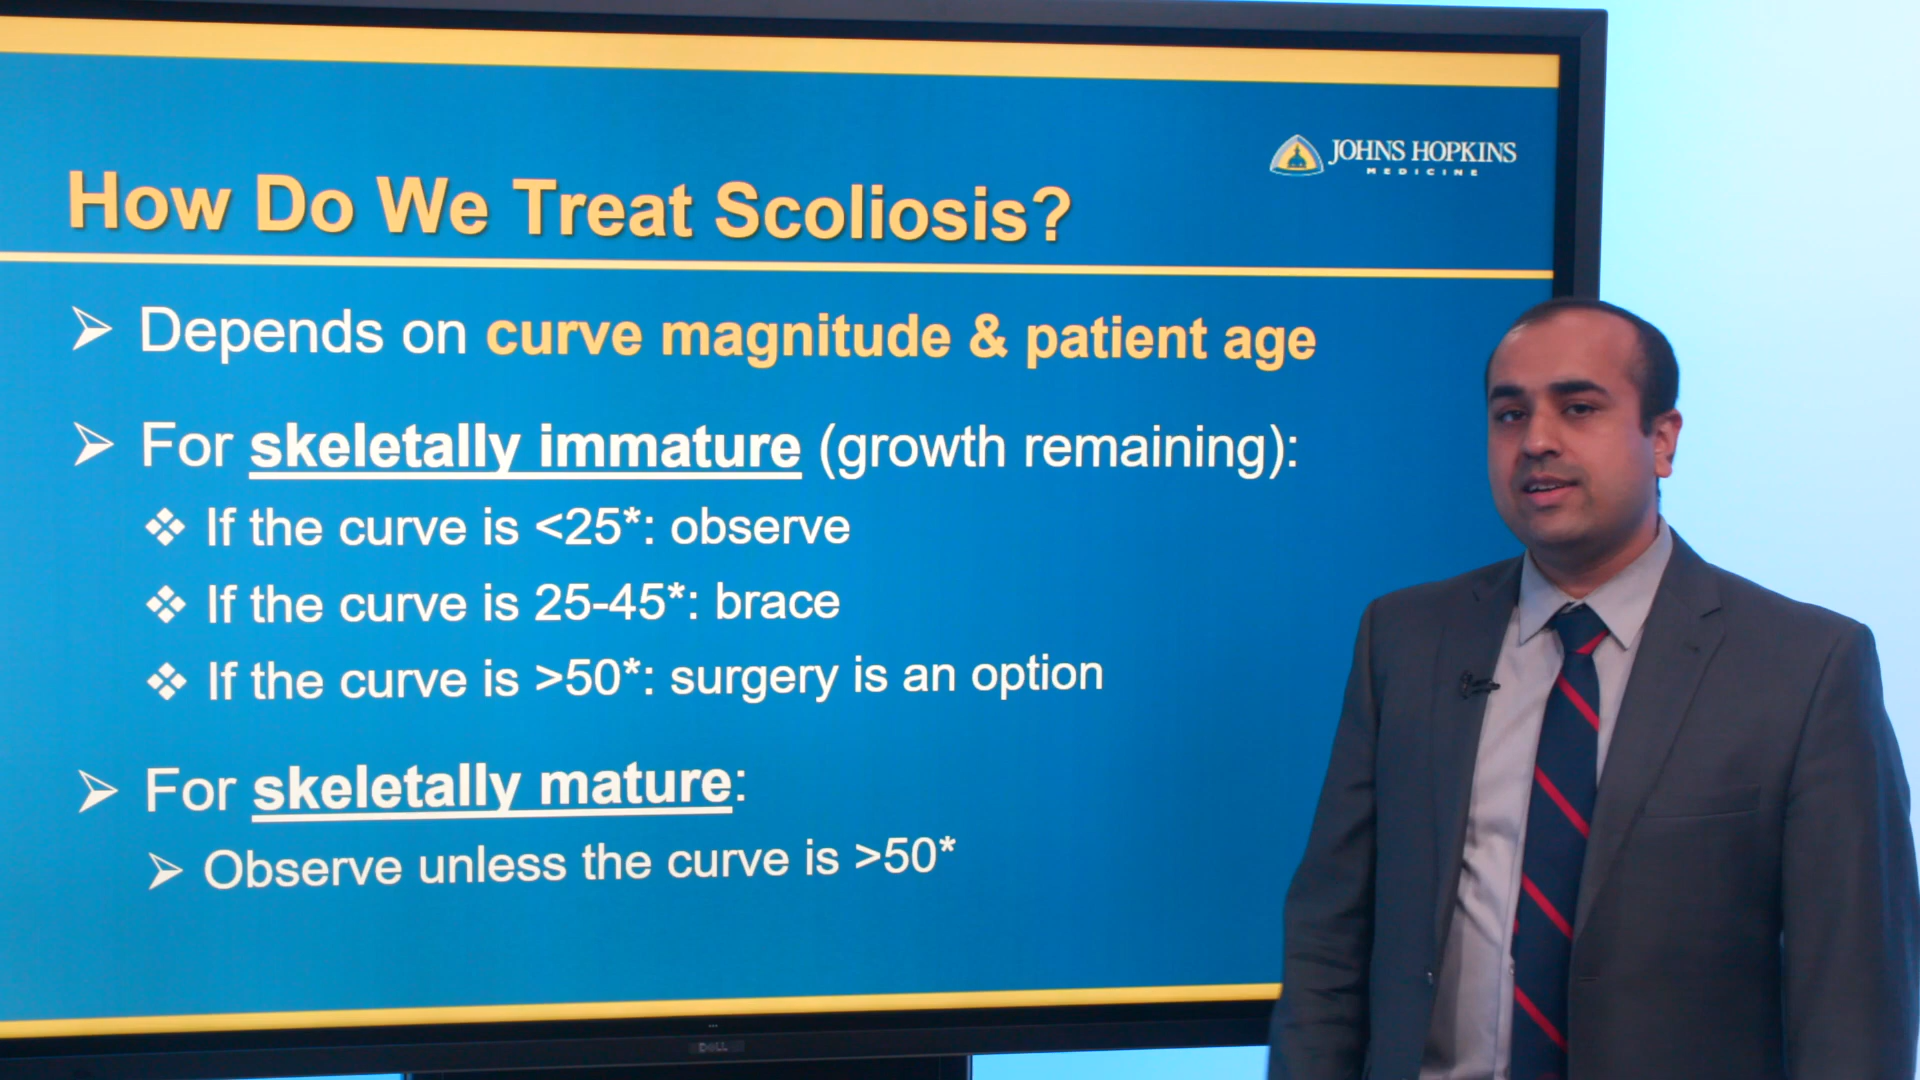 JOHNS HOPKINS
MEDICINE
How Do We Treat Scoliosis?
➢ Depends on curve magnitude & patient age
➢ For skeletally immature (growth remaining):
❖ If the curve is <25*: observe
❖ If the curve is 25-45*: brace
❖ If the curve is >50*: surgery is an option
➢ For skeletally mature:
➢ Observe unless the curve is >50*
DELL